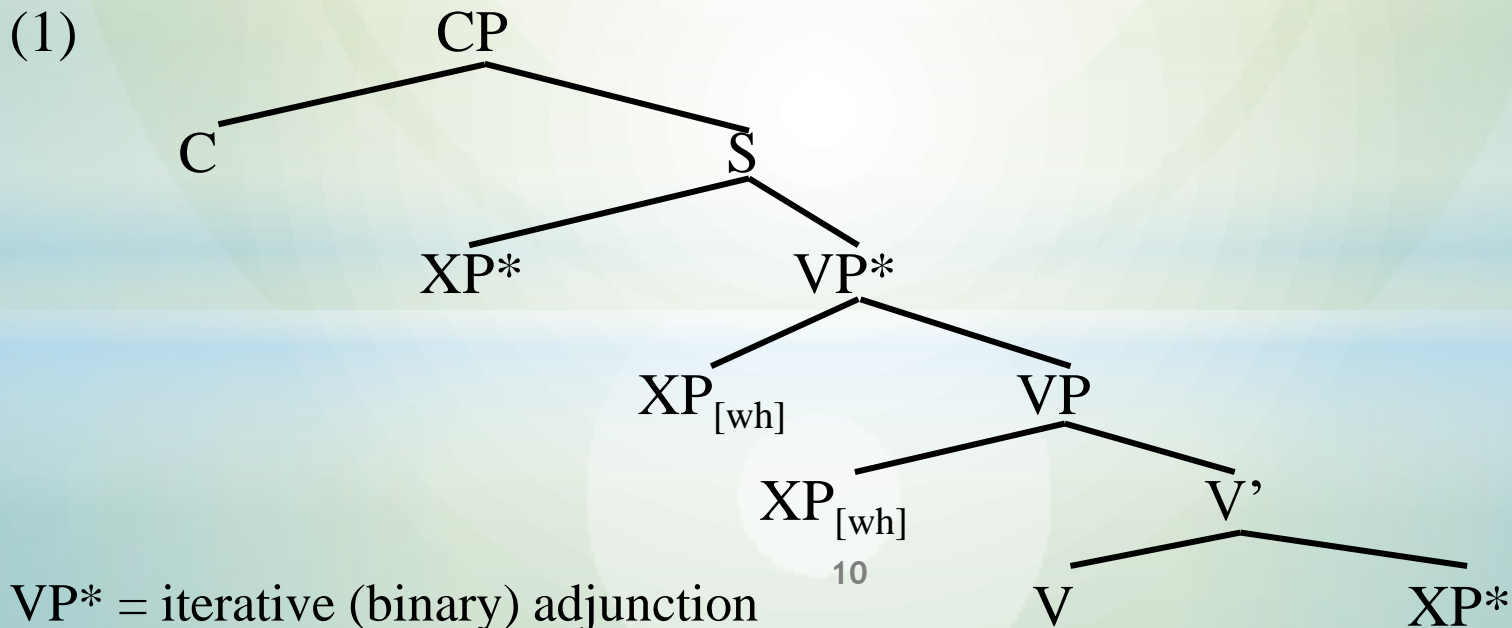 (1) CP
C S
XP* VP*
XP[wh] VP
XP[wh] V’
10
VP* = iterative (binary) adjunction V XP*